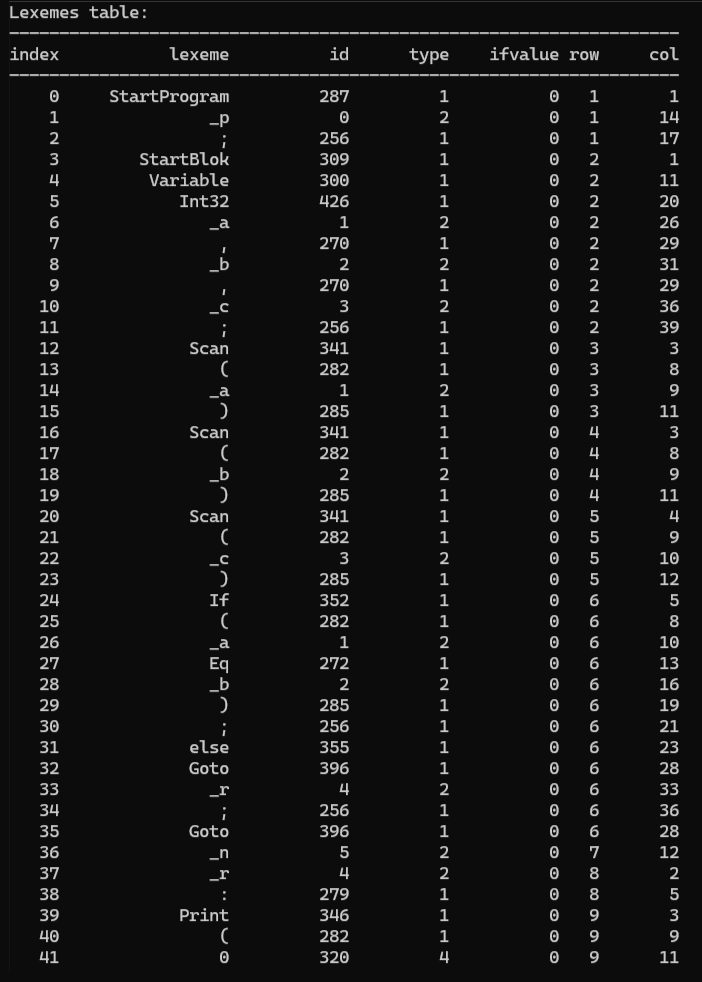 Lexemes table:
index lexeme id type ifvalue row col
0 StartProgram 287 1 0 1 1
1 _p 0 2 0 1 14
2 ; 256 1 0 1 17
3 StartBlok 309 1 0 2 1
4 Variable 300 1 0 2 11
5 Int32 426 1 0 2 20
6 _a 1 2 0 2 26
7 , 270 1 0 2 29
8 _b 2 2 0 2 31
9 , 270 1 0 2 29
10 _c 3 2 0 2 36
11 ; 256 1 0 2 39
12 Scan 341 1 0 3 3
13 ( 282 1 0 3 8
14 _a 1 2 0 3 9
15 ) 285 1 0 3 11
16 Scan 341 1 0 4 3
17 ( 282 1 0 4 8
18 _b 2 2 0 4 9
19 ) 285 1 0 4 11
20 Scan 341 1 0 5 4
21 ( 282 1 0 5 9
22 _c 3 2 0 5 10
23 ) 285 1 0 5 12
24 If 352 1 0 6 5
25 ( 282 1 0 6 8
26 _a 1 2 0 6 10
27 Eq 272 1 0 6 13
28 _b 2 2 0 6 16
29 ) 285 1 0 6 19
30 ; 256 1 0 6 21
31 else 355 1 0 6 23
32 Goto 396 1 0 6 28
33 _r 4 2 0 6 33
34 ; 256 1 0 6 36
35 Goto 396 1 0 6 28
36 _n 5 2 0 7 12
37 _r 4 2 0 8 2
38 : 279 1 0 8 5
39 Print 346 1 0 9 3
40 ( 282 1 0 9 9
41 0 320 4 0 9 11